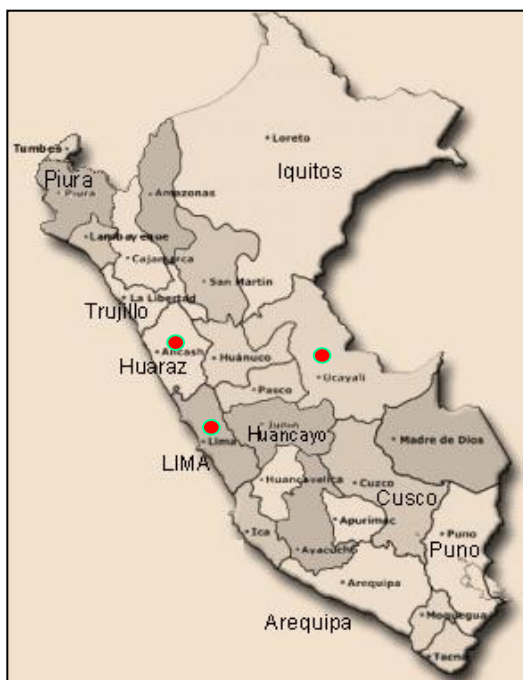 Loreto
Iquitos
Tumbes
Piura
Piura
Amazonas
Lambayeque
Cajamarca
San Martin
La Libertad
Trujillo
Ancash
Huánuco
Huaraz
Ucayali
Pasco
Junin
Huancayo
Lima
LIMA
Madre de Dios
Huancavelica
Cuzco
Cusco
Apurimac
Ica
Ayacucho
Puno
Puno
Arequipa
Arequipa
Moquegua
Tacna